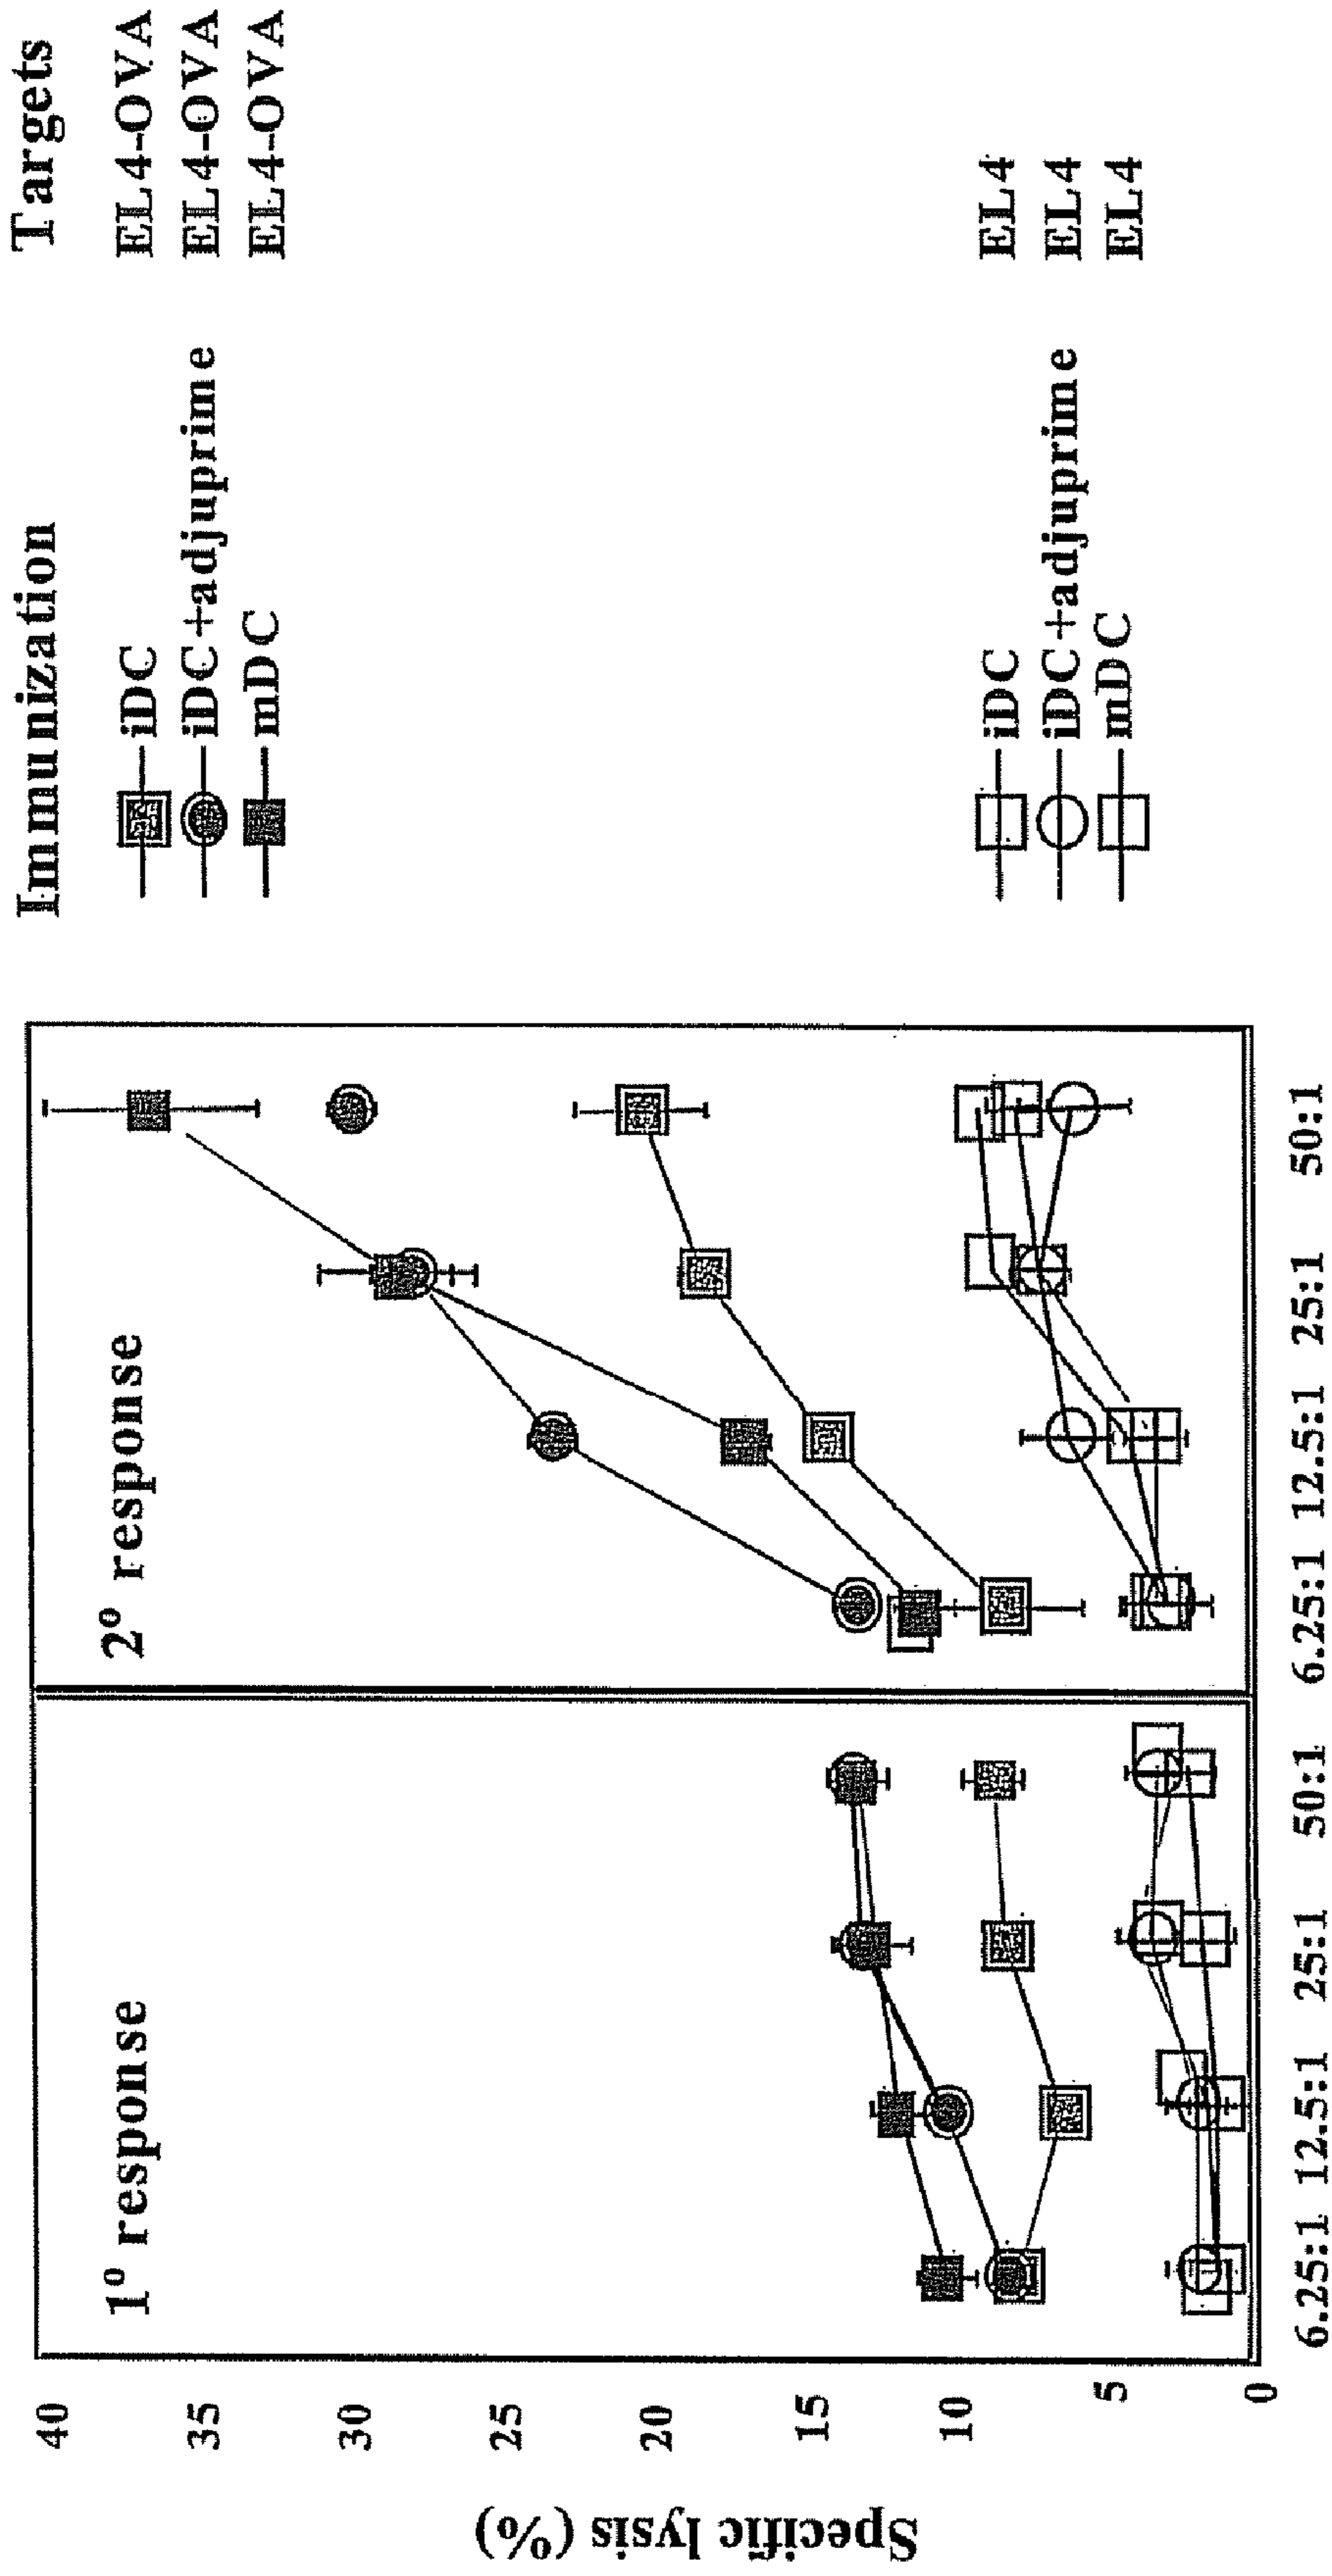 Immunization Targets
iDC EL4-OVA
iDC+adjuprime EL4-OVA
mDC EL4-OVA
iDC EL4
iDC+adjuprime EL4
mDC EL4
1º response 2º response
Specific lysis (%)
40
35
30
25
20
15
10
5
0
6.25:1 12.5:1 25:1 50:1 6.25:1 12.5:1 25:1 50:1